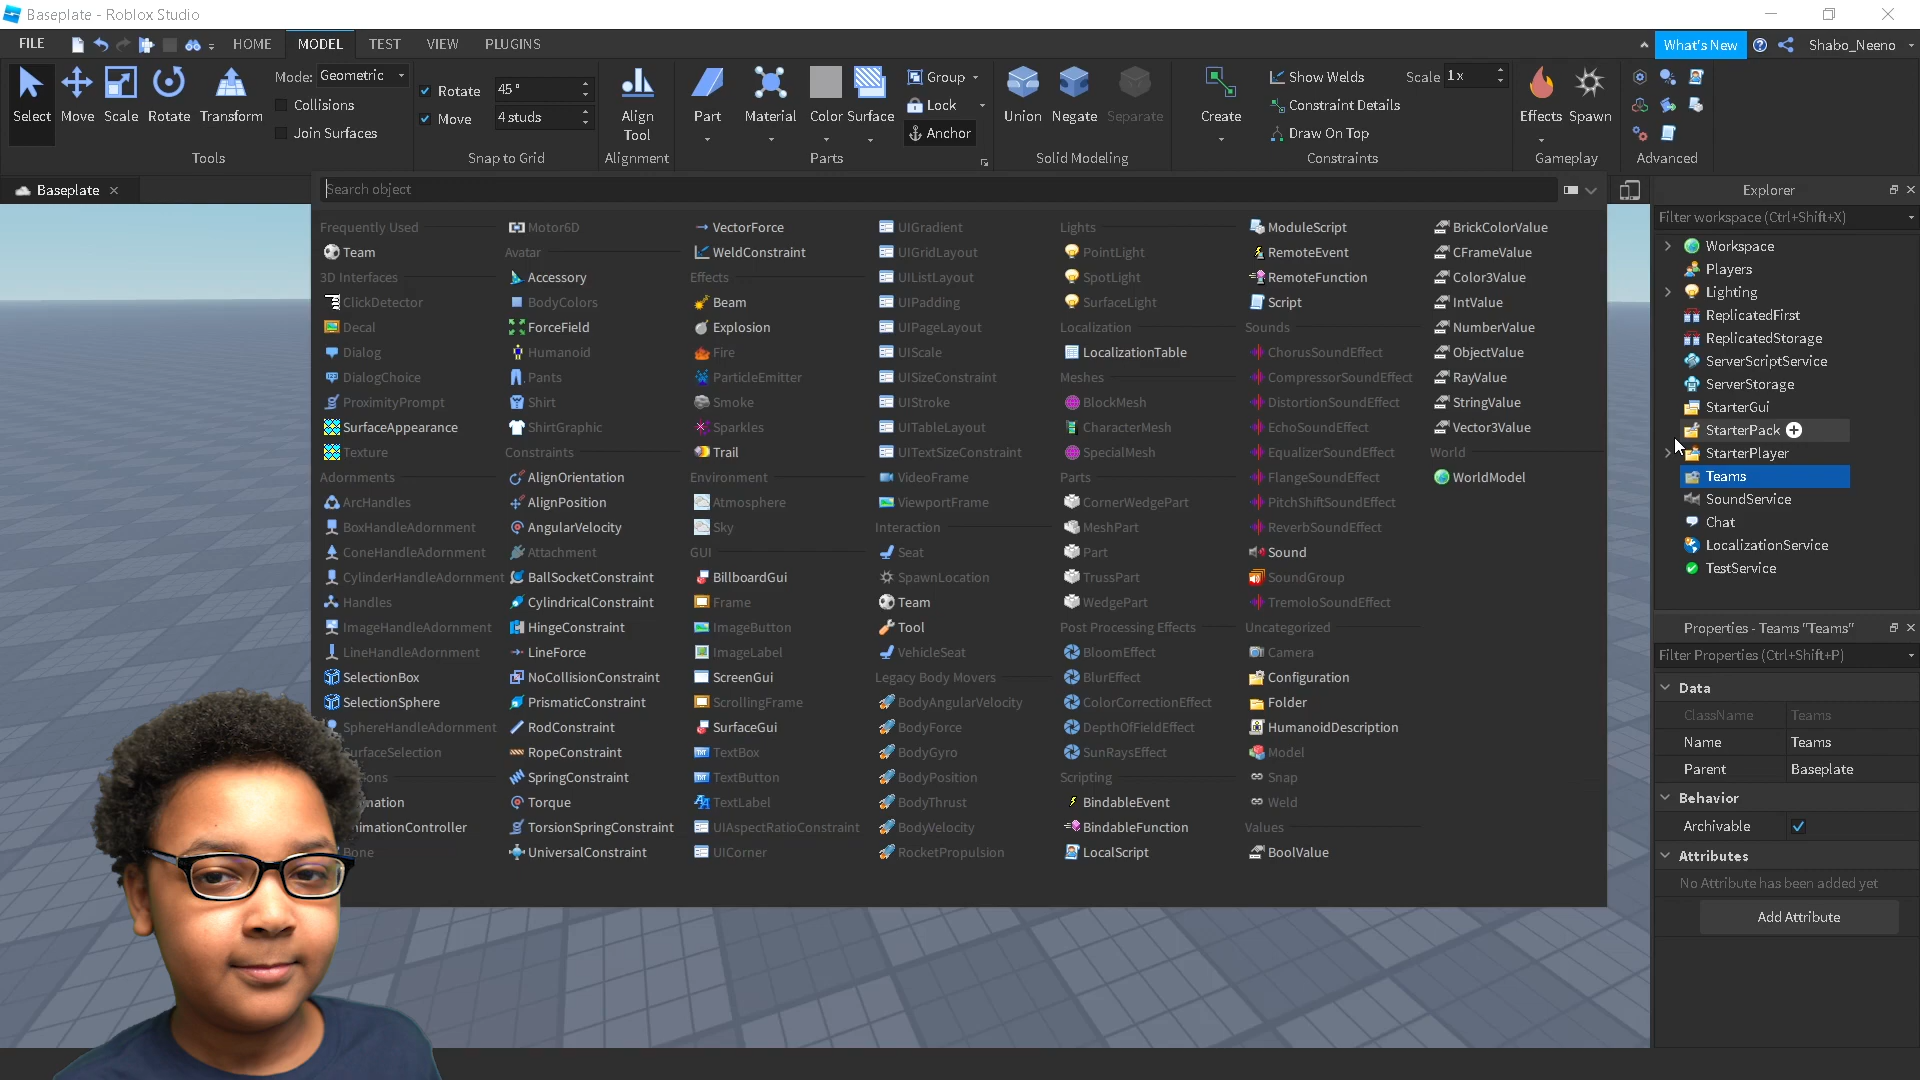 Baseplate - Roblox Studio
FILE HOME MODEL TEST VIEW PLUGINS What's New Shabo_Neeno
Select Move Scale Rotate Transform
Mode: Geometric
Collisions
Join Surfaces
Tools
Rotate 45 °
Move 4 studs
Snap to Grid
Align Tool
Alignment
Part Material Color Surface
Group
Lock
Anchor
Parts
Union Negate Separate
Solid Modeling
Create
Show Welds
Constraint Details
Draw On Top
Scale 1 x
Constraints
Effects Spawn
Gameplay
Advanced
Baseplate
Search object
Frequently Used
Team
3D Interfaces
ClickDetector
Decal
Dialog
DialogChoice
ProximityPrompt
SurfaceAppearance
Texture
Adornments
ArcHandles
BoxHandleAdornment
ConeHandleAdornment
CylinderHandleAdornment
Handles
ImageHandleAdornment
LineHandleAdornment
SelectionBox
SelectionSphere
SphereHandleAdornment
urfaceSelection
ons
mation
nimationController
Bone
Motor6D
Avatar
Accessory
BodyColors
ForceField
Humanoid
Pants
Shirt
ShirtGraphic
Constraints
AlignOrientation
AlignPosition
AngularVelocity
Attachment
BallSocketConstraint
CylindricalConstraint
HingeConstraint
LineForce
NoCollisionConstraint
PrismaticConstraint
RodConstraint
RopeConstraint
SpringConstraint
Torque
TorsionSpringConstraint
UniversalConstraint
VectorForce
WeldConstraint
Effects
Beam
Explosion
Fire
ParticleEmitter
Smoke
Sparkles
Trail
Environment
Atmosphere
Sky
GUI
BillboardGui
Frame
ImageButton
ImageLabel
ScreenGui
ScrollingFrame
SurfaceGui
TextBox
TextButton
TextLabel
UIAspectRatioConstraint
UICorner
UIGradient
UIGridLayout
UIListLayout
UIPadding
UIPageLayout
UIScale
UISizeConstraint
UIStroke
UITableLayout
UITextSizeConstraint
VideoFrame
ViewportFrame
Interaction
Seat
SpawnLocation
Team
Tool
VehicleSeat
Legacy Body Movers
BodyAngularVelocity
BodyForce
BodyGyro
BodyPosition
BodyThrust
BodyVelocity
RocketPropulsion
Lights
PointLight
SpotLight
SurfaceLight
Localization
LocalizationTable
Meshes
BlockMesh
CharacterMesh
SpecialMesh
Parts
CornerWedgePart
MeshPart
Part
TrussPart
WedgePart
Post Processing Effects
BloomEffect
BlurEffect
ColorCorrectionEffect
DepthOfFieldEffect
SunRaysEffect
Scripting
BindableEvent
BindableFunction
LocalScript
ModuleScript
RemoteEvent
RemoteFunction
Script
Sounds
ChorusSoundEffect
CompressorSoundEffect
DistortionSoundEffect
EchoSoundEffect
EqualizerSoundEffect
FlangeSoundEffect
PitchShiftSoundEffect
ReverbSoundEffect
Sound
SoundGroup
TremoloSoundEffect
Uncategorized
Camera
Configuration
Folder
HumanoidDescription
Model
Snap
Weld
Values
BoolValue
BrickColorValue
CFrameValue
Color3Value
IntValue
NumberValue
ObjectValue
RayValue
StringValue
Vector3Value
World
WorldModel
Explorer
Filter workspace (Ctrl+Shift+X)
Workspace
Players
Lighting
ReplicatedFirst
ReplicatedStorage
ServerScriptService
ServerStorage
StarterGui
StarterPack
StarterPlayer
Teams
SoundService
Chat
LocalizationService
TestService
Properties - Teams "Teams"
Filter Properties (Ctrl+Shift+P)
Data
ClassName Teams
Name Teams
Parent Baseplate
Behavior
Archivable
Attributes
No Attribute has been added yet
Add Attribute